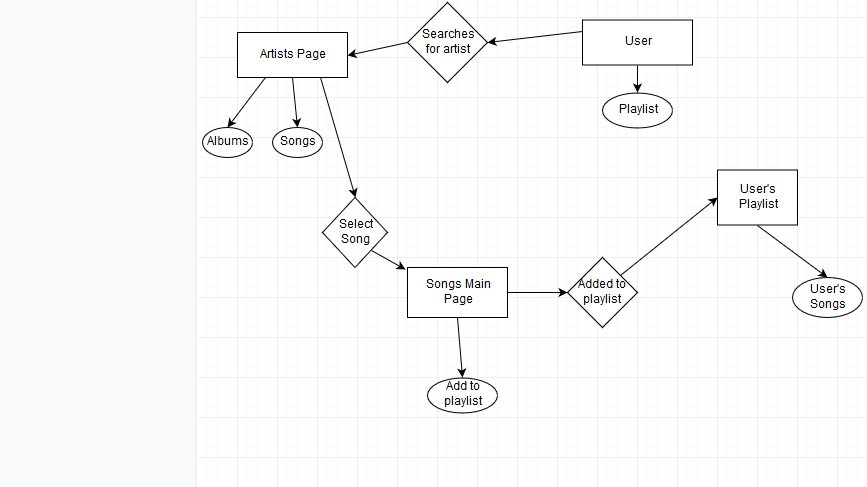 Searches
for artist
User
Artists Page
Playlist
Albums
Songs
User's
Playlist
Select
Song
Songs Main
Page
Added to
playlist
User's
Songs
Add to
playlist